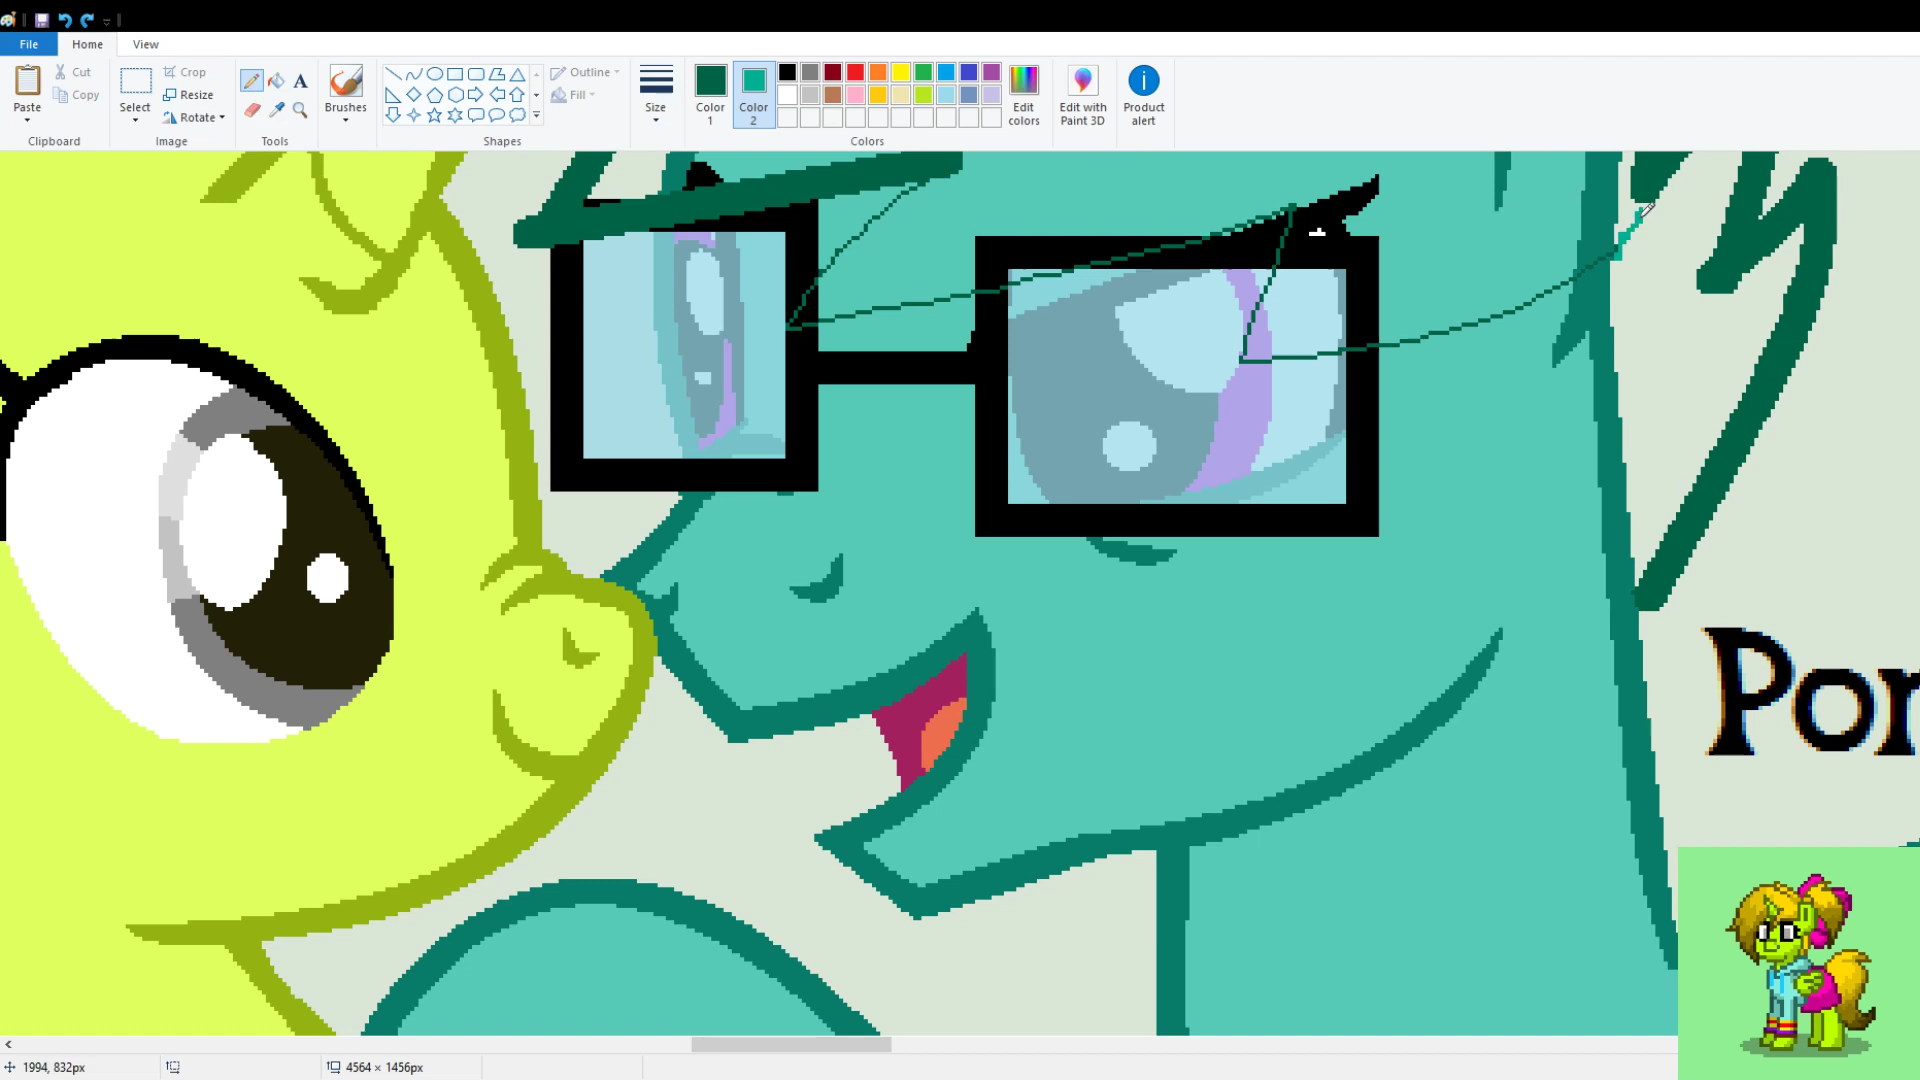 File Home View
Paste Cut Copy Clipboard
Select Crop Resize Rotate Image
A Tools
Brushes
Outline Fill Shapes
Size
Color 1 Color 2 Edit colors Colors
Edit with Paint 3D
Product alert
Por
1994, 832px 4564 × 1456px